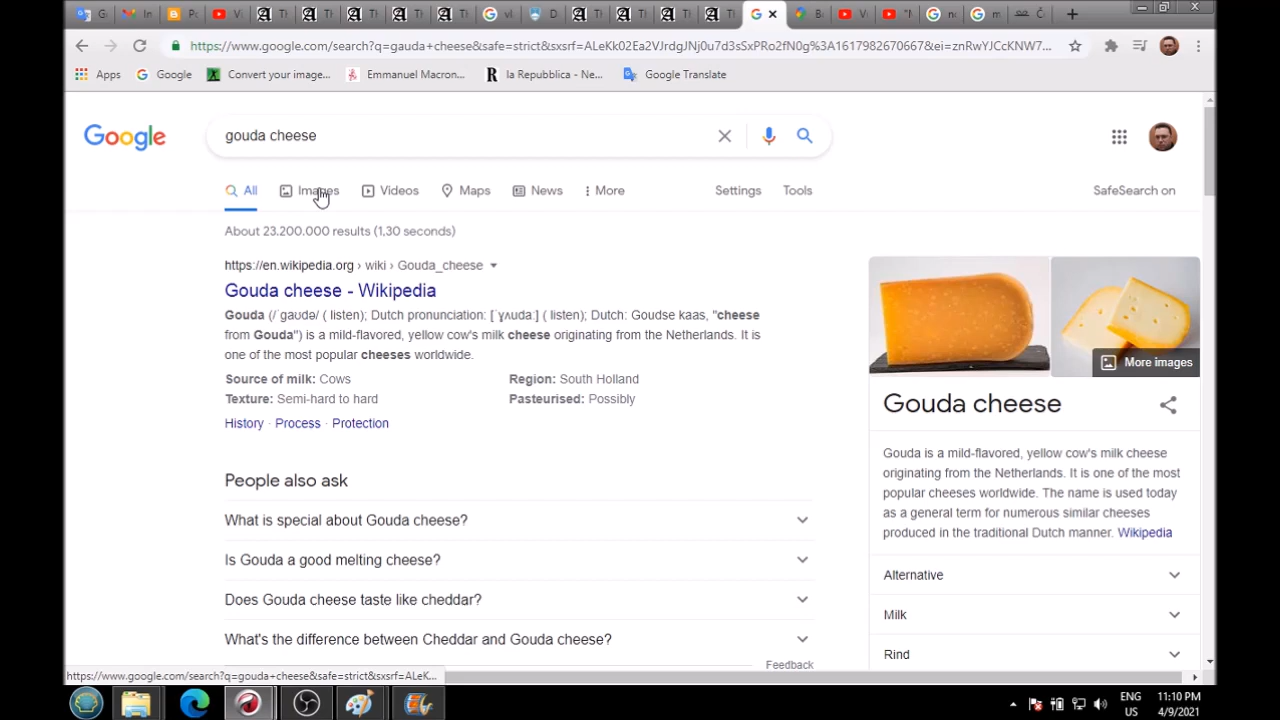 https://www.google.com/search?q=gauda+cheese&safe=strict&sxsrf=ALeKk02Ea2VJrdgJNj0u7d3sSxPRo2fN0g%3A1617982670667&ei=znRwYJCcKNW7...
Apps Google Convert your image... Emmanuel Macron... R la Repubblica - Ne... Google Translate
Google gouda cheese
All Images Videos Maps News More Settings Tools SafeSearch on
About 23.200.000 results (1,30 seconds)
https://en.wikipedia.org › wiki › Gouda_cheese
Gouda cheese - Wikipedia
Gouda (/ˈɡaʊdə/ ( listen); Dutch pronunciation: [ˈɣʌudaː] ( listen); Dutch: Goudse kaas, "cheese
from Gouda") is a mild-flavored, yellow cow's milk cheese originating from the Netherlands. It is
one of the most popular cheeses worldwide.
Source of milk: Cows Region: South Holland
Texture: Semi-hard to hard Pasteurised: Possibly
History · Process · Protection
People also ask
What is special about Gouda cheese?
Is Gouda a good melting cheese?
Does Gouda cheese taste like cheddar?
What's the difference between Cheddar and Gouda cheese?
Feedback
More images
Gouda cheese
Gouda is a mild-flavored, yellow cow's milk cheese
originating from the Netherlands. It is one of the most
popular cheeses worldwide. The name is used today
as a general term for numerous similar cheeses
produced in the traditional Dutch manner. Wikipedia
Alternative
Milk
Rind
https://www.google.com/search?q=gouda+cheese&safe=strict&sxsrf=ALeK...
ENG 11:10 PM
US 4/9/2021